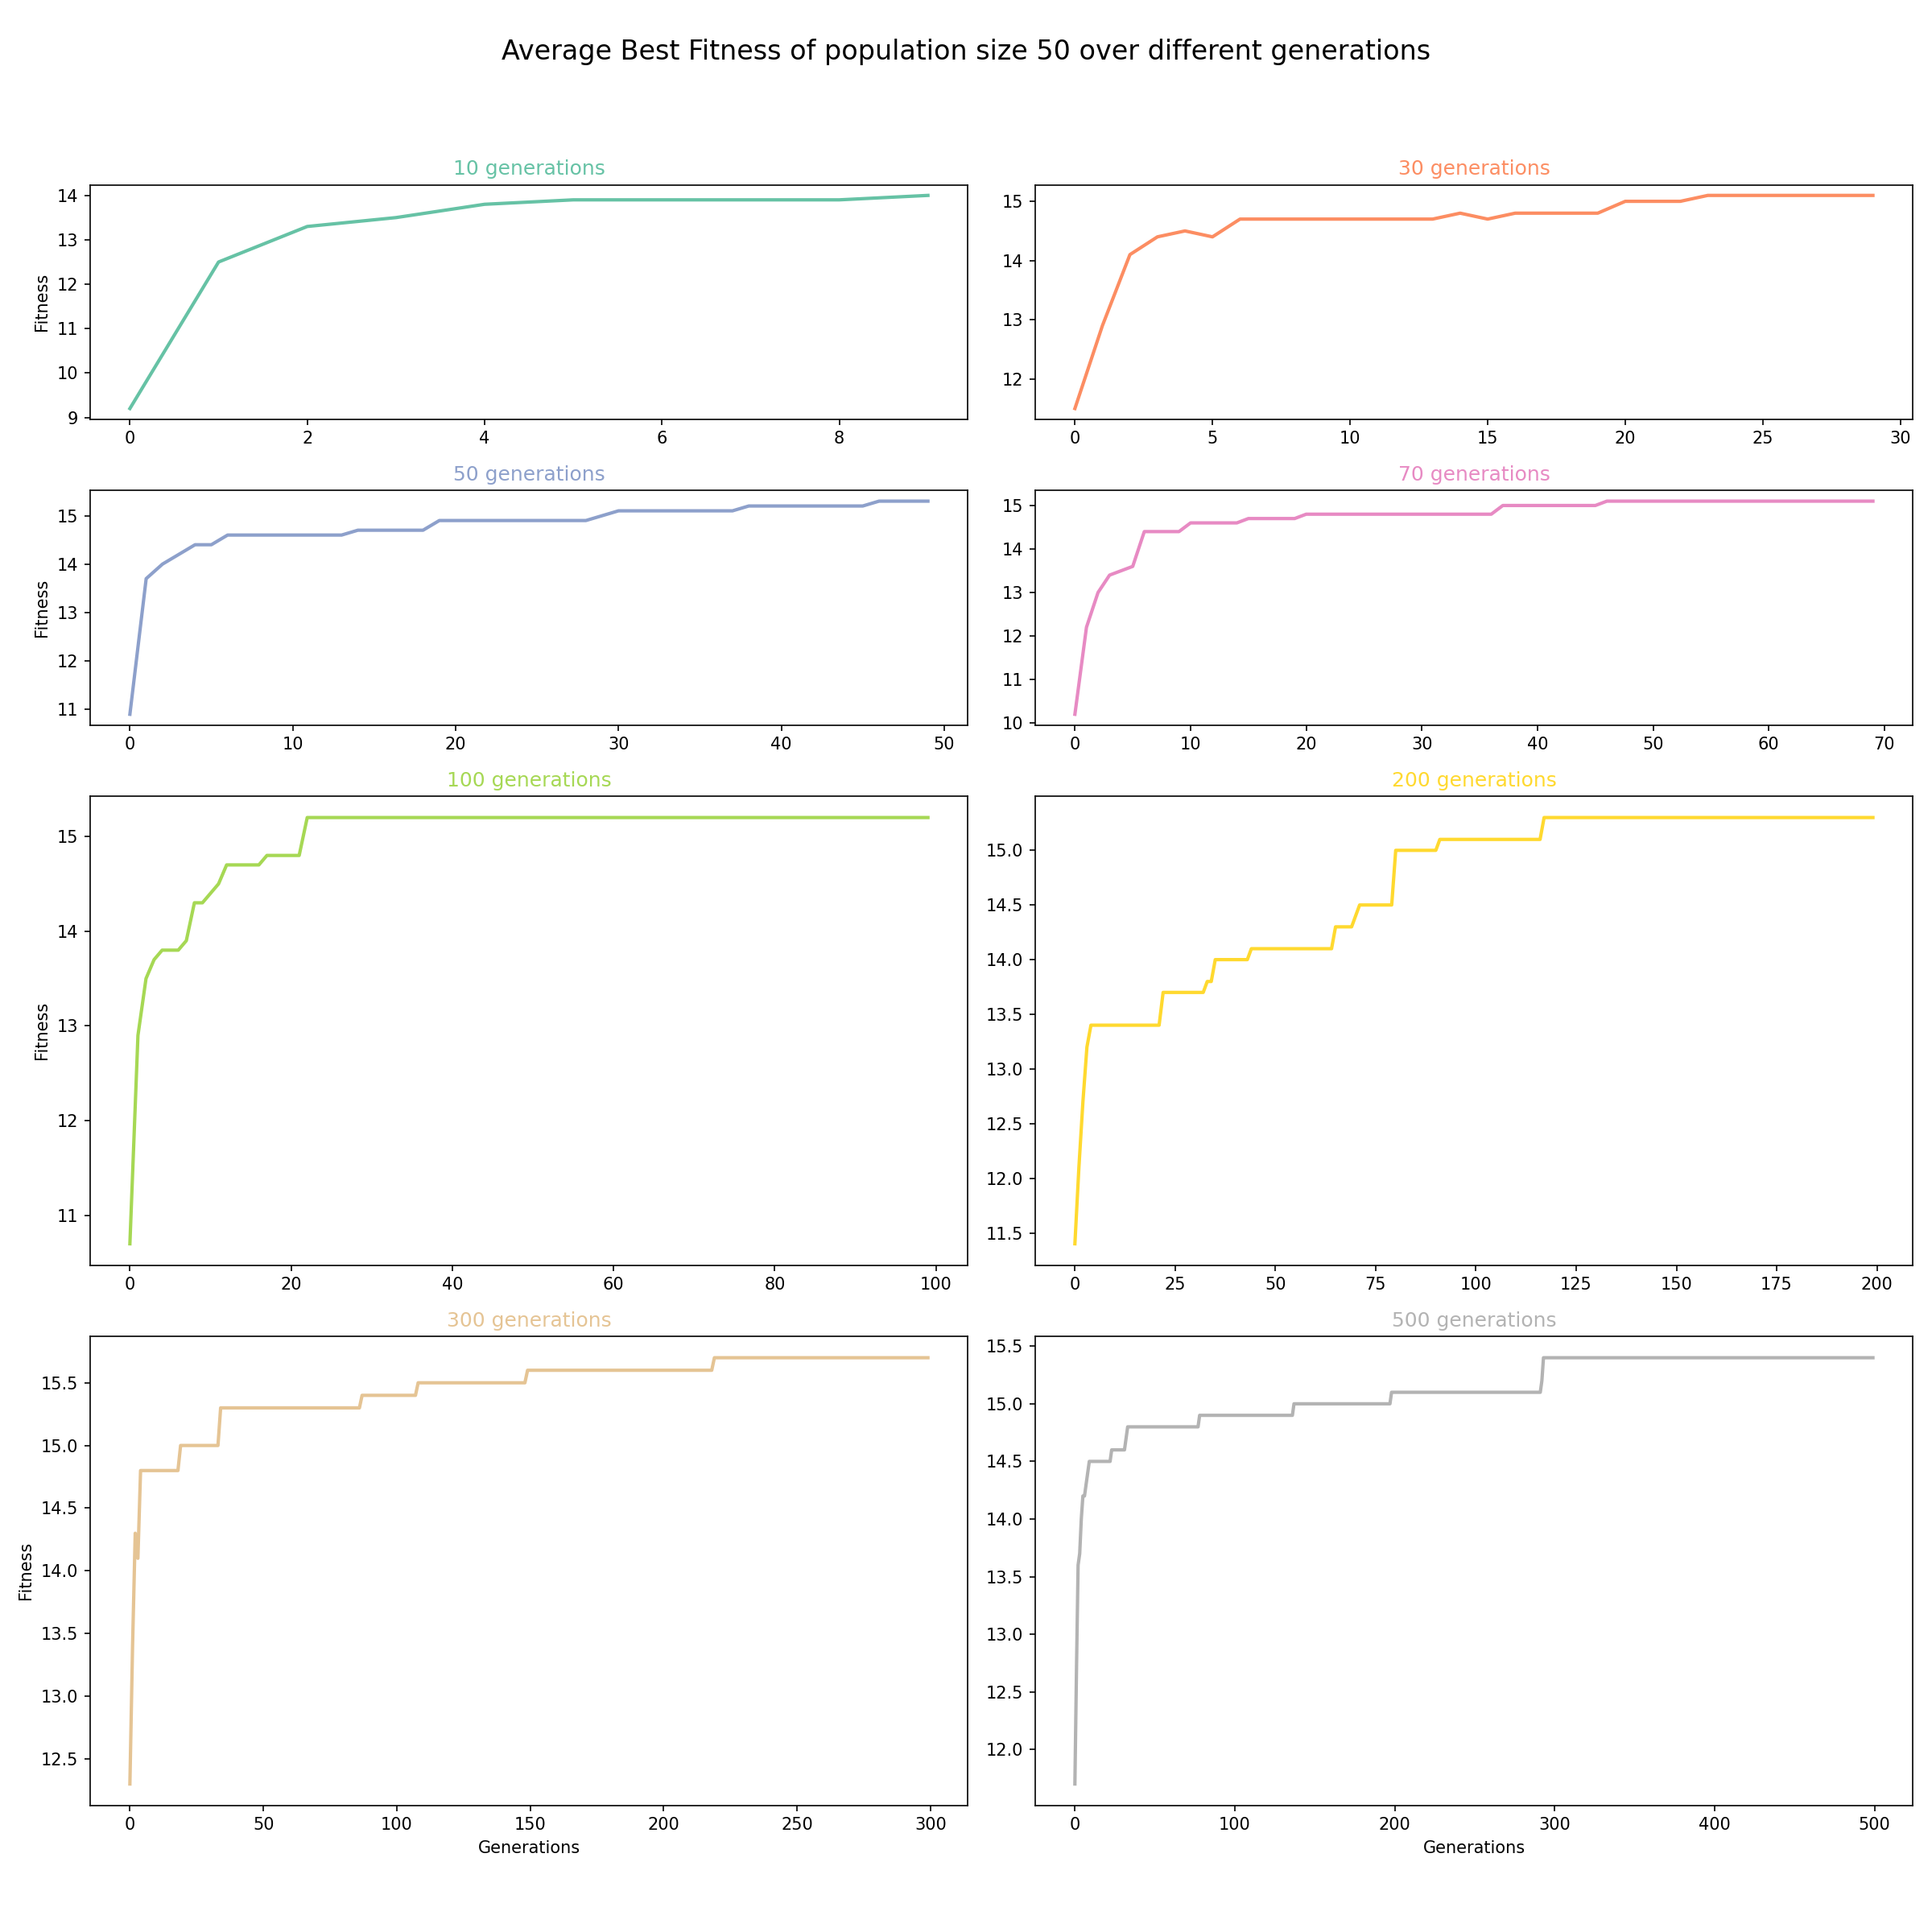 Average Best Fitness of population size 50 over different generations
10 generations
Fitness
14
13
12
11
10
9
0 2 4 6 8
30 generations
15
14
13
12
0 5 10 15 20 25 30
50 generations
Fitness
15
14
13
12
11
0 10 20 30 40 50
70 generations
15
14
13
12
11
10
0 10 20 30 40 50 60 70
100 generations
Fitness
15
14
13
12
11
0 20 40 60 80 100
200 generations
15.0
14.5
14.0
13.5
13.0
12.5
12.0
11.5
0 25 50 75 100 125 150 175 200
300 generations
Fitness
15.5
15.0
14.5
14.0
13.5
13.0
12.5
0 50 100 150 200 250 300
Generations
500 generations
15.5
15.0
14.5
14.0
13.5
13.0
12.5
12.0
0 100 200 300 400 500
Generations